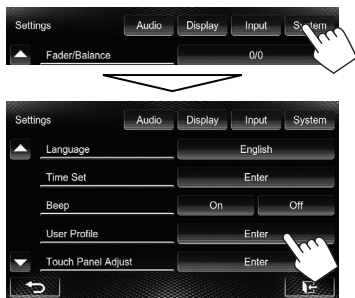 Settings Audio Display Input System
Fader/Balance 0/0
Settings Audio Display Input System
Language English
Time Set Enter
Beep On Off
User Profile Enter
Touch Panel Adjust Enter